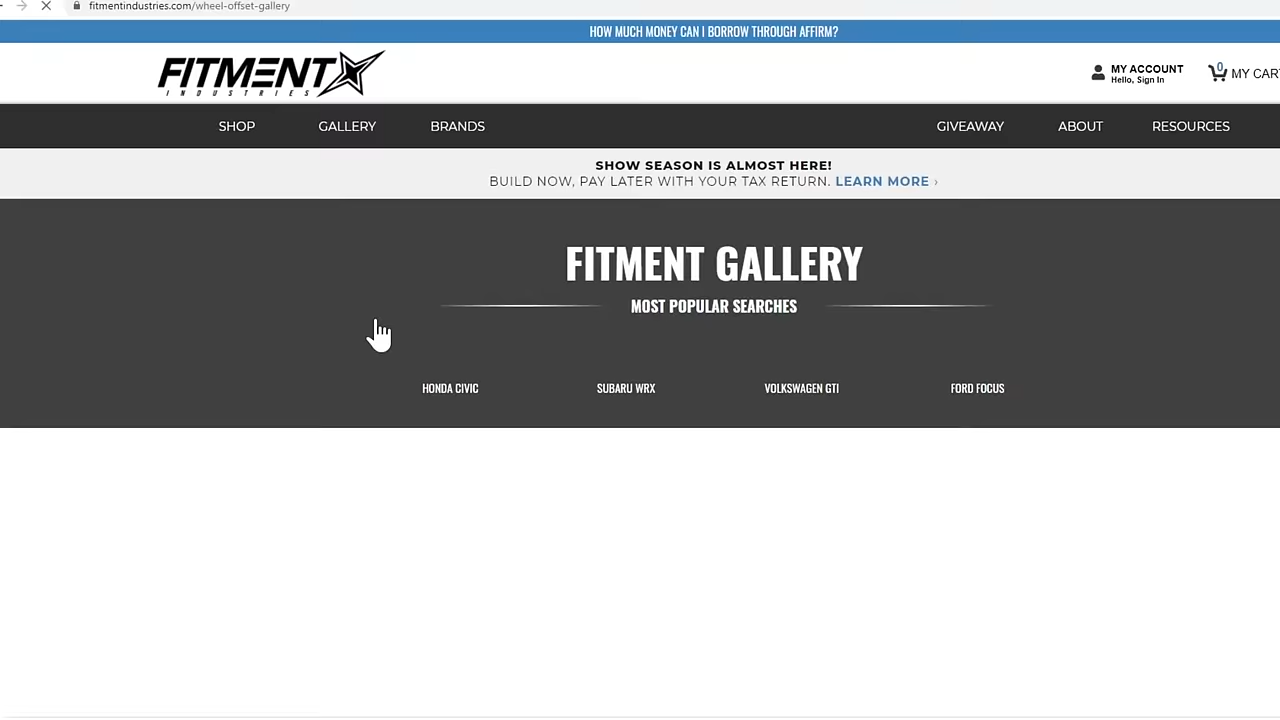 fitmentindustries.com/wheel-offset-gallery
HOW MUCH MONEY CAN I BORROW THROUGH AFFIRM?
FITMENT
INDUSTRIES
MY ACCOUNT
Hello, Sign In
0
MY CAR
SHOP GALLERY BRANDS GIVEAWAY ABOUT RESOURCES
SHOW SEASON IS ALMOST HERE!
BUILD NOW, PAY LATER WITH YOUR TAX RETURN. LEARN MORE ›
FITMENT GALLERY
MOST POPULAR SEARCHES
HONDA CIVIC SUBARU WRX VOLKSWAGEN GTI FORD FOCUS